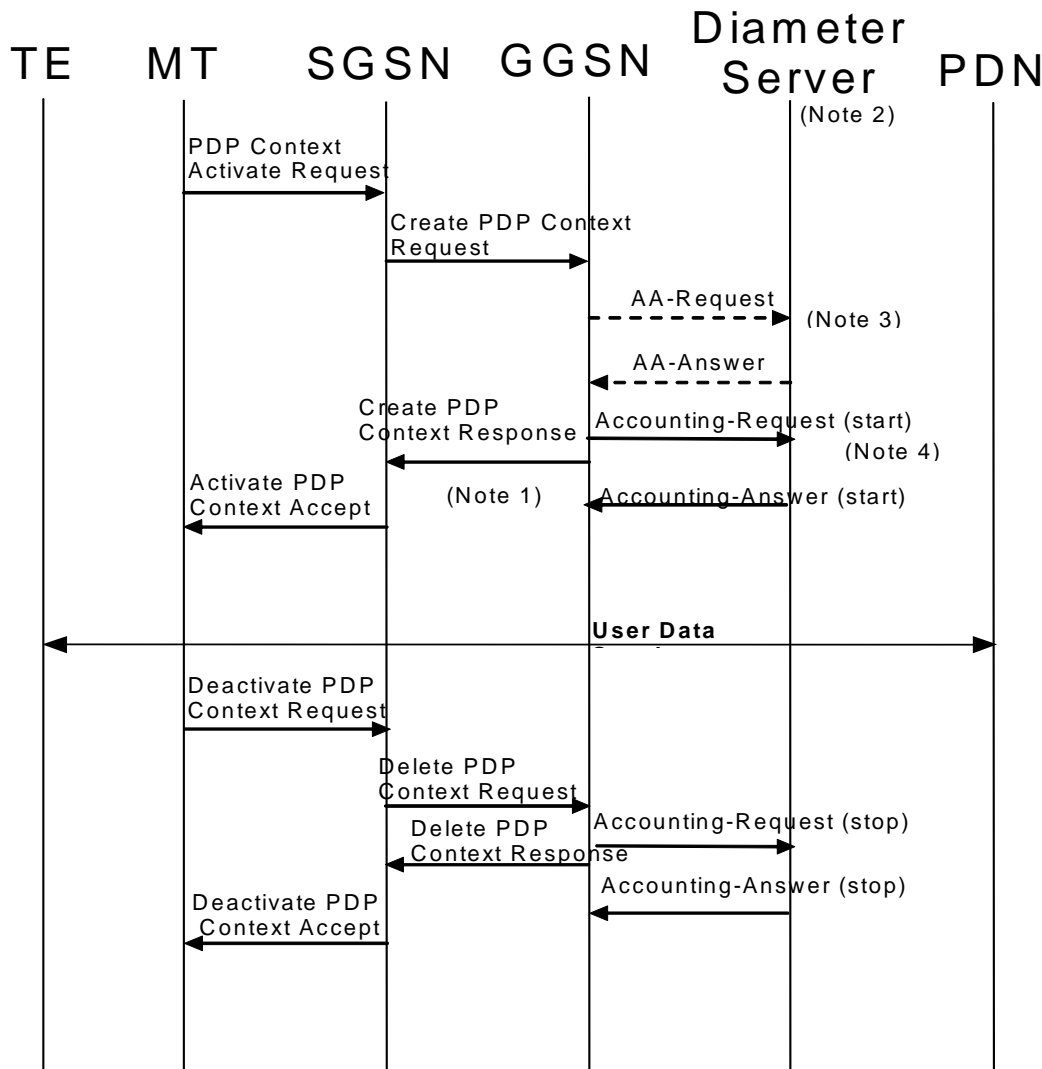 TE MT SGSN GGSN Diameter Server PDN
(Note 2)
PDP Context
Activate Request
Create PDP Context
Request
AA-Request
(Note 3)
AA-Answer
Create PDP
Context Response
Accounting-Request (start)
(Note 4)
Activate PDP
Context Accept
(Note 1)
Accounting-Answer (start)
User Data
Deactivate PDP
Context Request
Delete PDP
Context Request
Accounting-Request (stop)
Delete PDP
Context Response
Accounting-Answer (stop)
Deactivate PDP
Context Accept